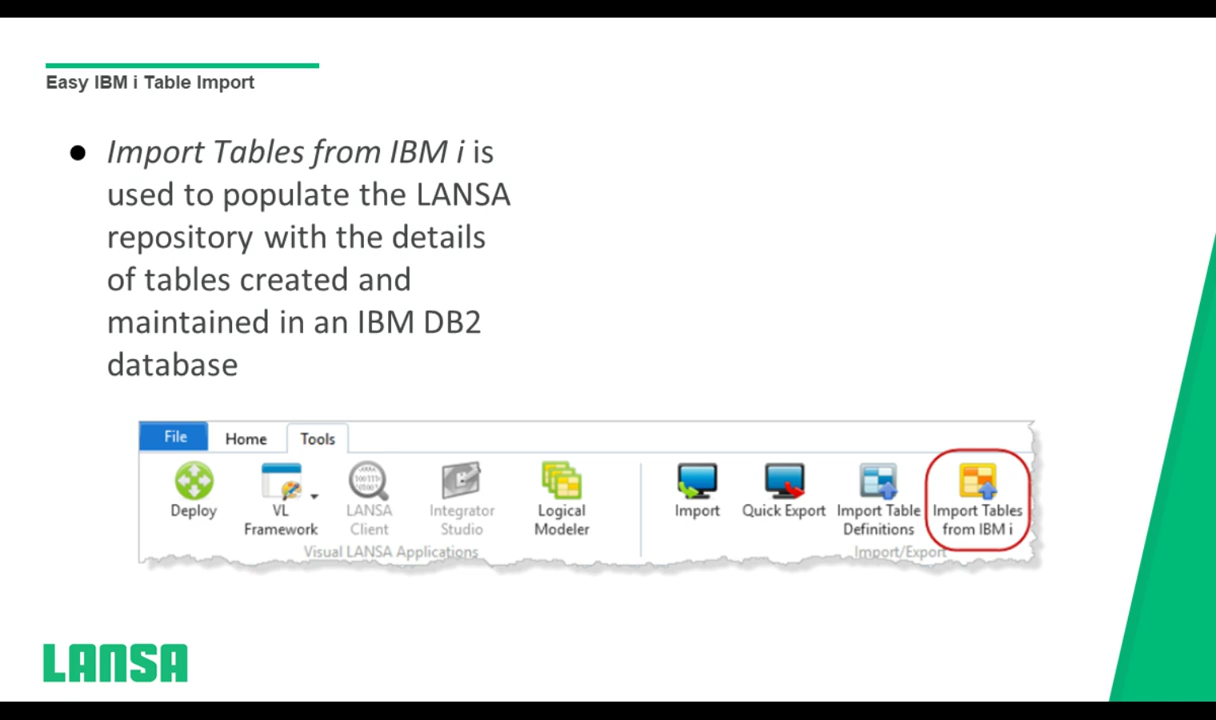 Easy IBM i Table Import
● Import Tables from IBM i is
used to populate the LANSA
repository with the details
of tables created and
maintained in an IBM DB2
database
File Home Tools
Deploy
VL
Framework
LANSA
Client
Integrator
Studio
Logical
Modeler
Visual LANSA Applications
Import
Quick Export
Import Table
Definitions
Import Tables
from IBM i
Import/Export
LANSA